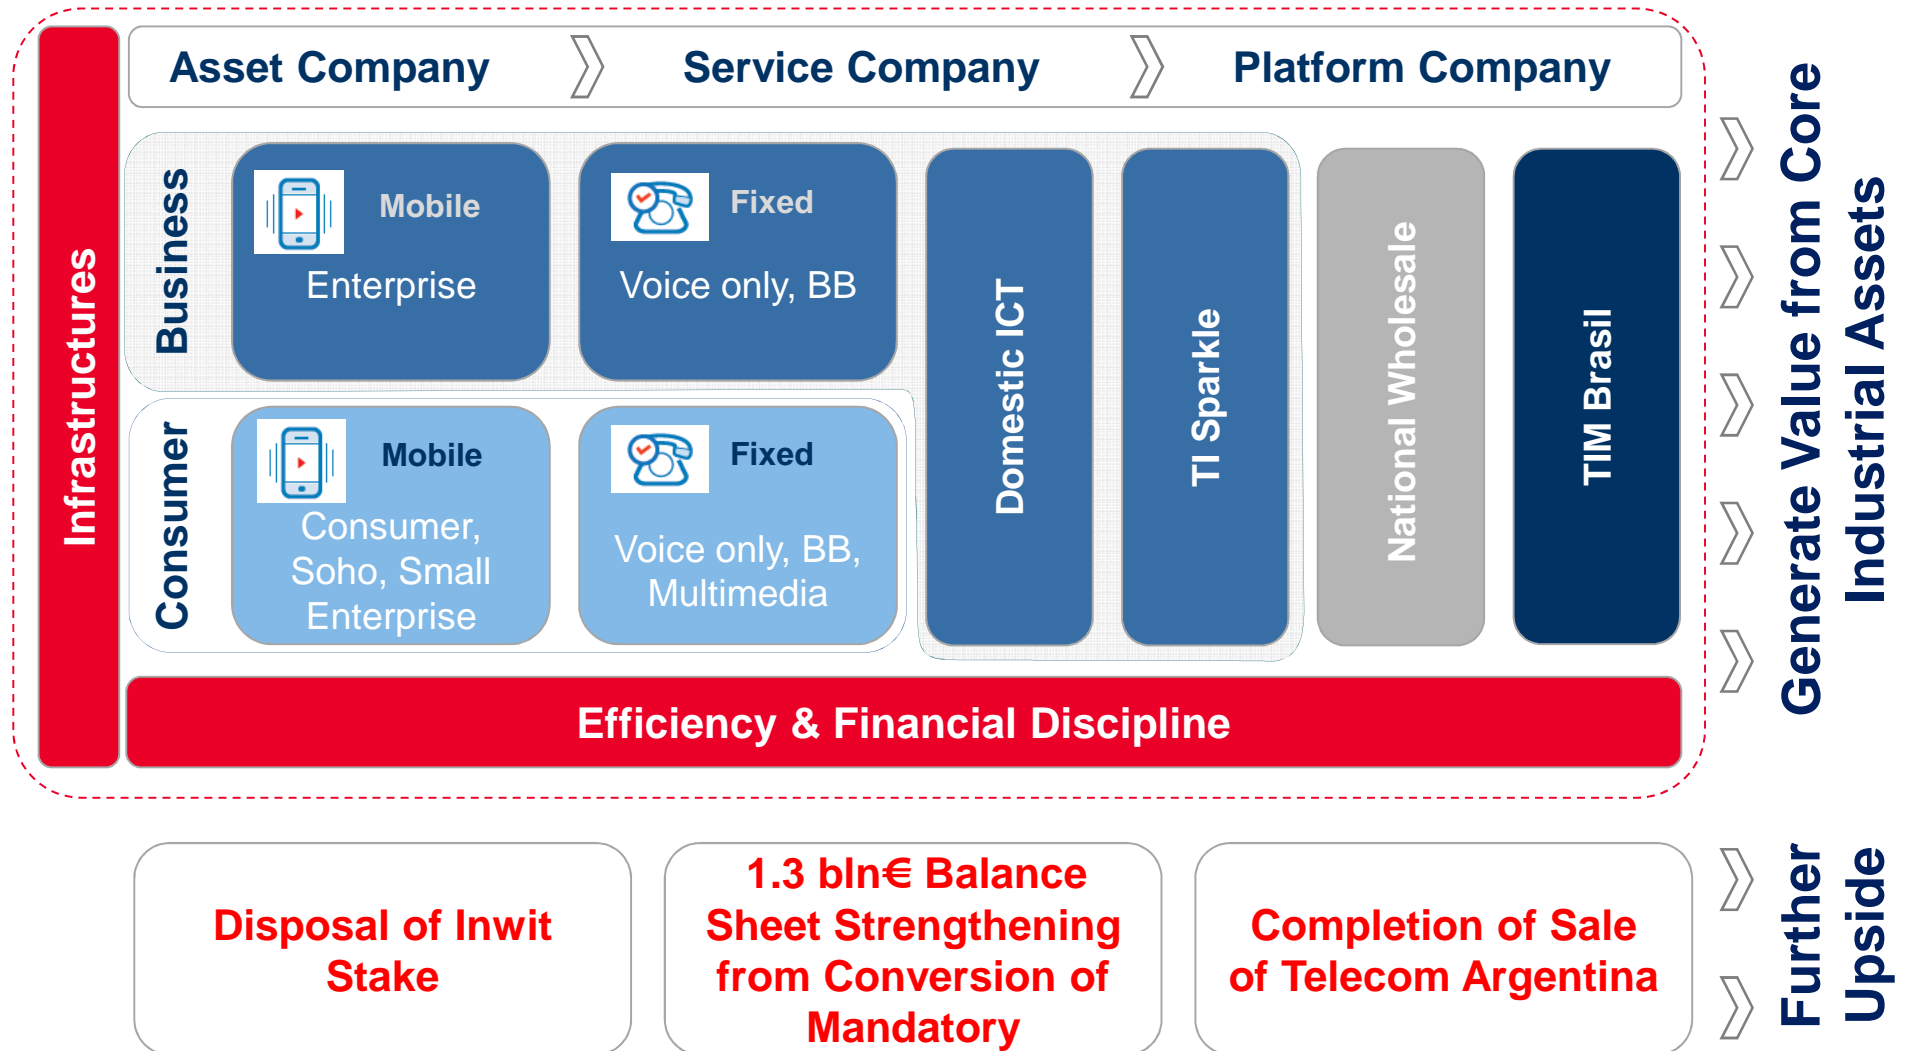 Asset Company
Service Company
Platform Company
Infrastructures
Business
Mobile
Enterprise
Fixed
Voice only, BB
Consumer
Mobile
Consumer,
Soho, Small
Enterprise
Fixed
Voice only, BB,
Multimedia
Domestic ICT
TI Sparkle
National Wholesale
TIM Brasil
Efficiency & Financial Discipline
Generate Value from Core
Industrial Assets
Disposal of Inwit
Stake
1.3 bln€ Balance
Sheet Strengthening
from Conversion of
Mandatory
Completion of Sale
of Telecom Argentina
Further
Upside